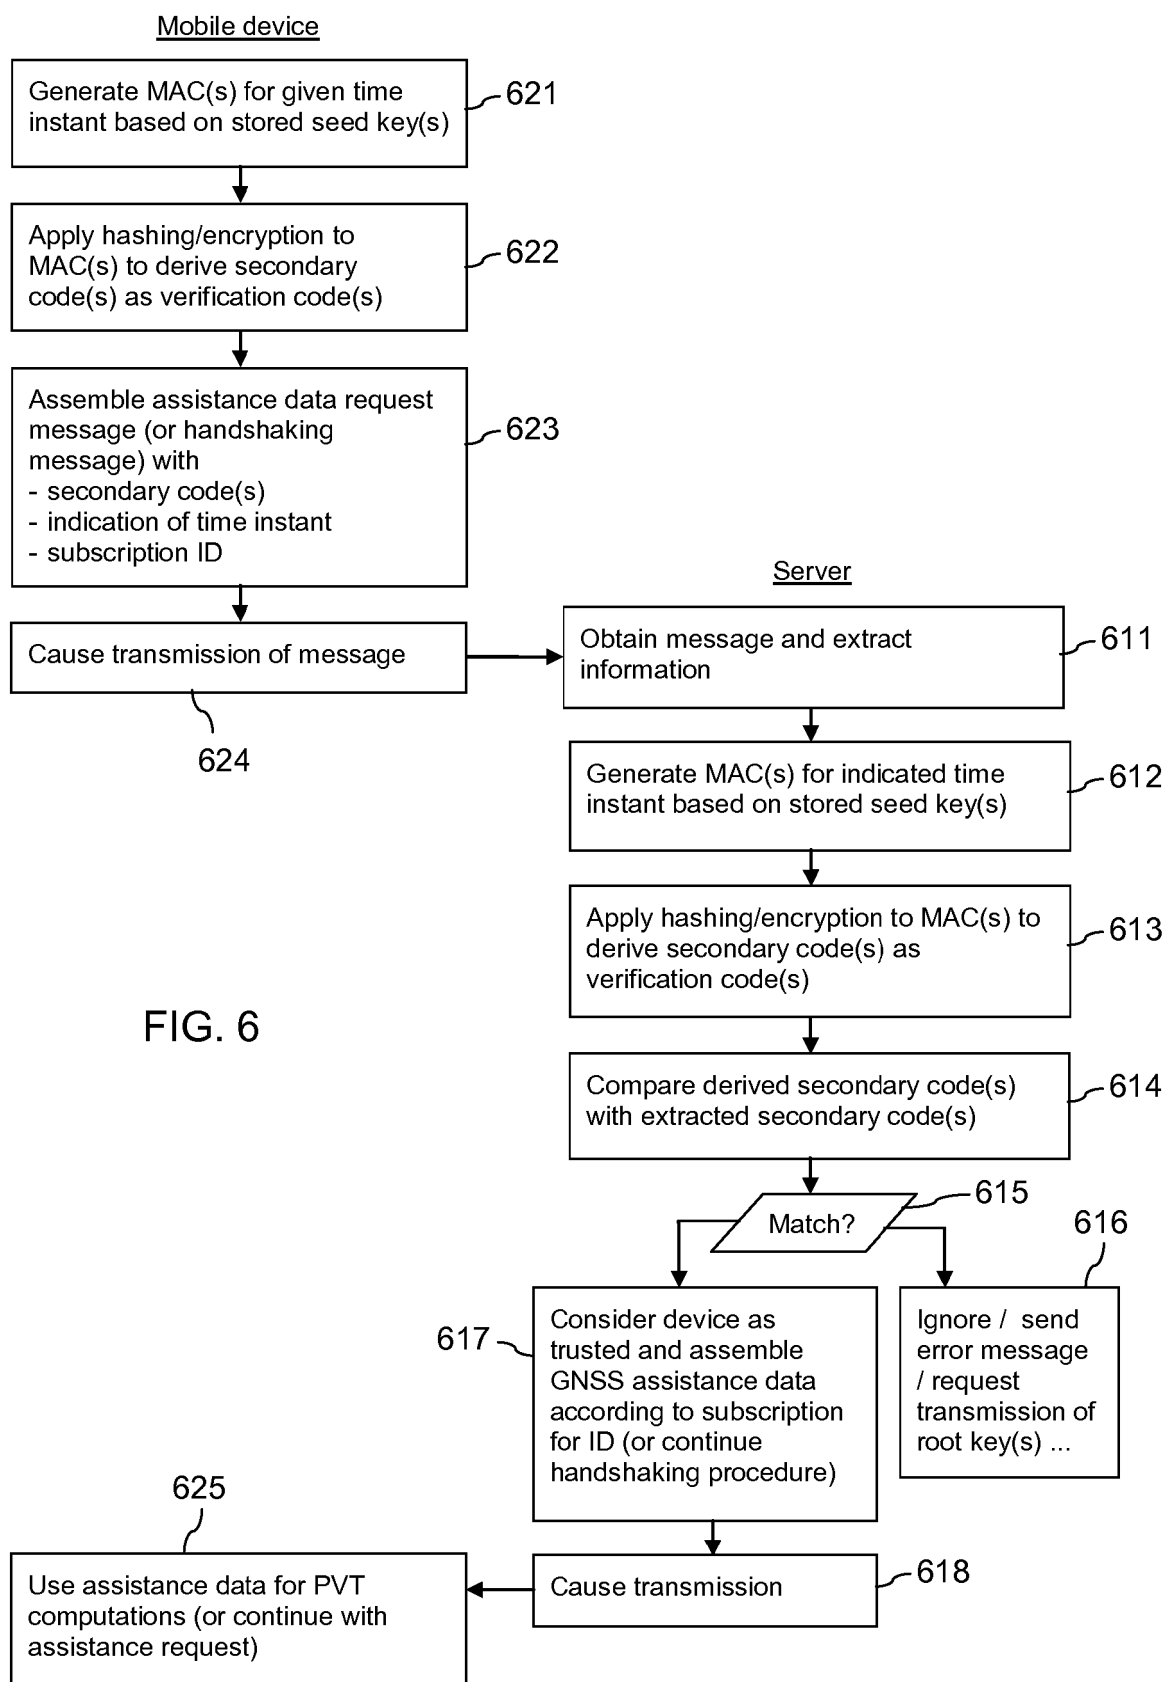 Mobile device
Generate MAC(s) for given time
instant based on stored seed key(s)
621
Apply hashing/encryption to
MAC(s) to derive secondary
code(s) as verification code(s)
622
Assemble assistance data request
message (or handshaking
message) with
- secondary code(s)
- indication of time instant
- subscription ID
623
Cause transmission of message
624
Server
Obtain message and extract
information
611
Generate MAC(s) for indicated time
instant based on stored seed key(s)
612
Apply hashing/encryption to MAC(s) to
derive secondary code(s) as
verification code(s)
613
FIG. 6
Compare derived secondary code(s)
with extracted secondary code(s)
614
Match?
615
616
Ignore / send
error message
/ request
transmission of
root key(s) ...
617
Consider device as
trusted and assemble
GNSS assistance data
according to subscription
for ID (or continue
handshaking procedure)
Cause transmission
618
625
Use assistance data for PVT
computations (or continue with
assistance request)